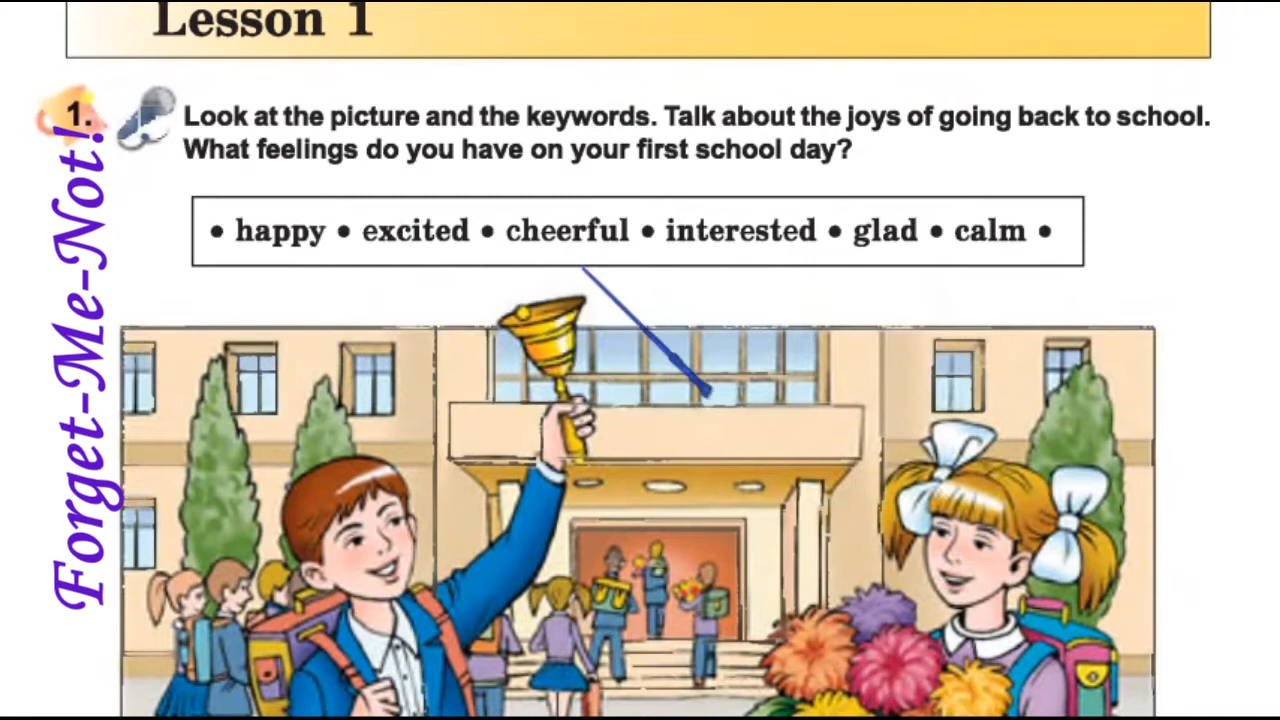 Lesson 1
1. Look at the picture and the keywords. Talk about the joys of going back to school.
What feelings do you have on your first school day?
• happy • excited • cheerful • interested • glad • calm •
Forget-Me-Not!